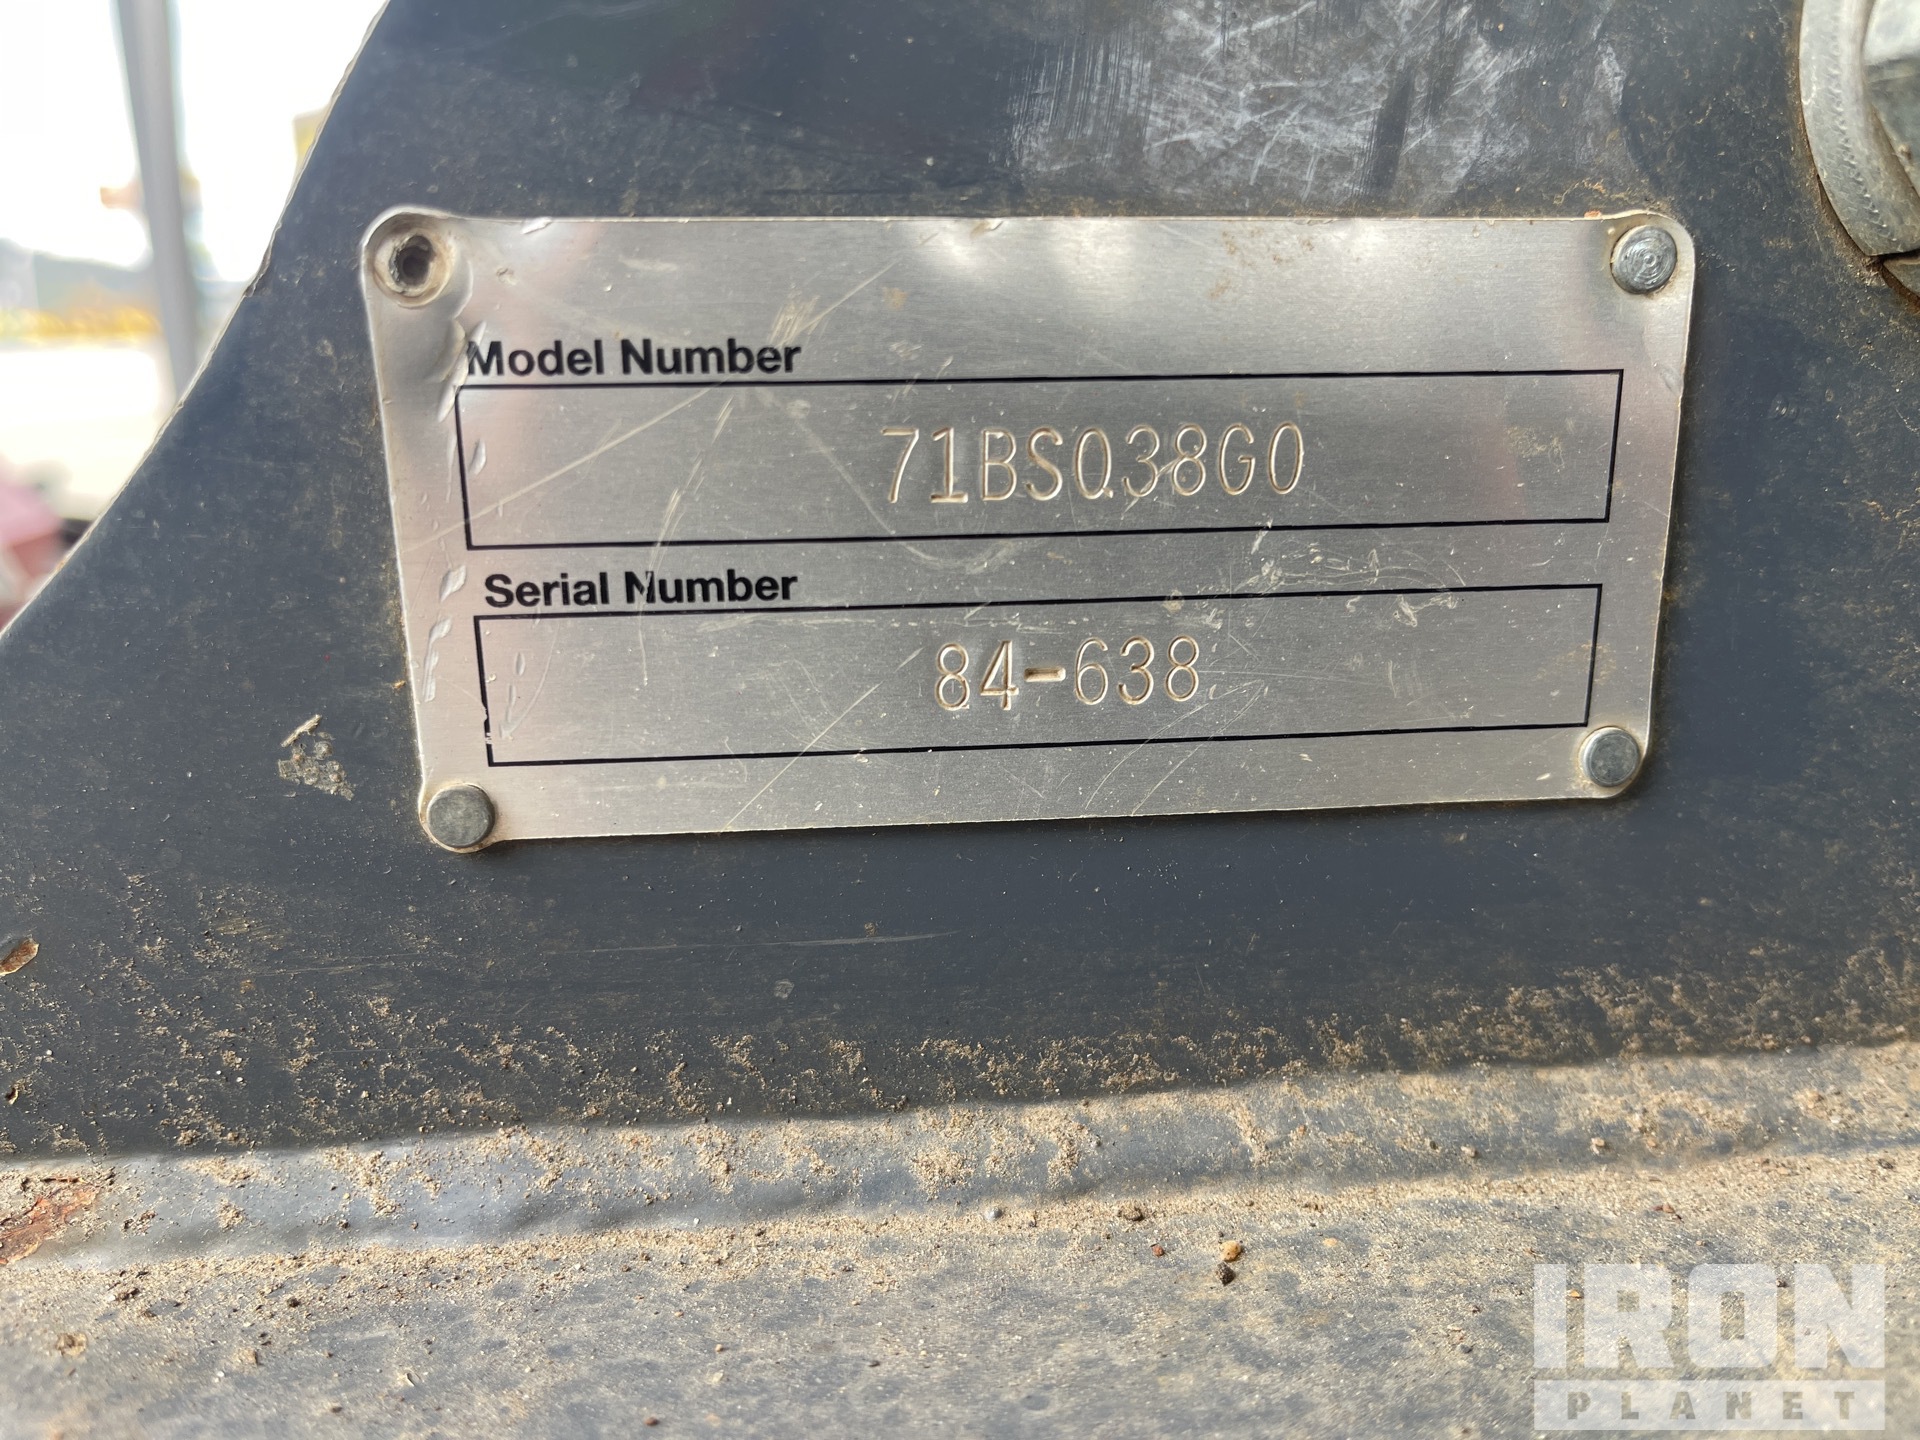 Model Number
71BSQ38G0
Serial Number
84-638
IRON
PLANET